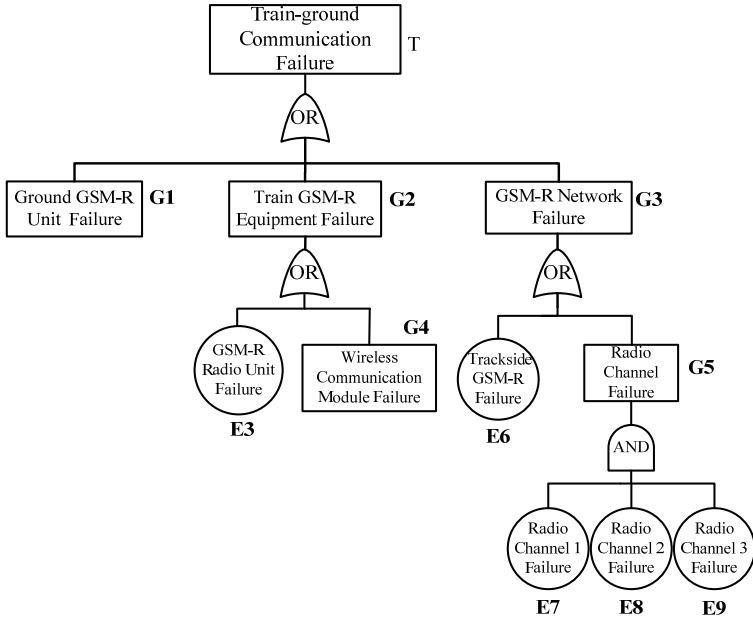 Train-ground
Communication
Failure
T
OR
Ground GSM-R
Unit Failure
G1
Train GSM-R
Equipment Failure
G2
GSM-R Network
Failure
G3
OR
OR
GSM-R
Radio Unit
Failure
E3
G4
Wireless
Communication
Module Failure
Trackside
GSM-R
Failure
E6
Radio
Channel
Failure
G5
AND
Radio
Channel 1
Failure
E7
Radio
Channel 2
Failure
E8
Radio
Channel 3
Failure
E9